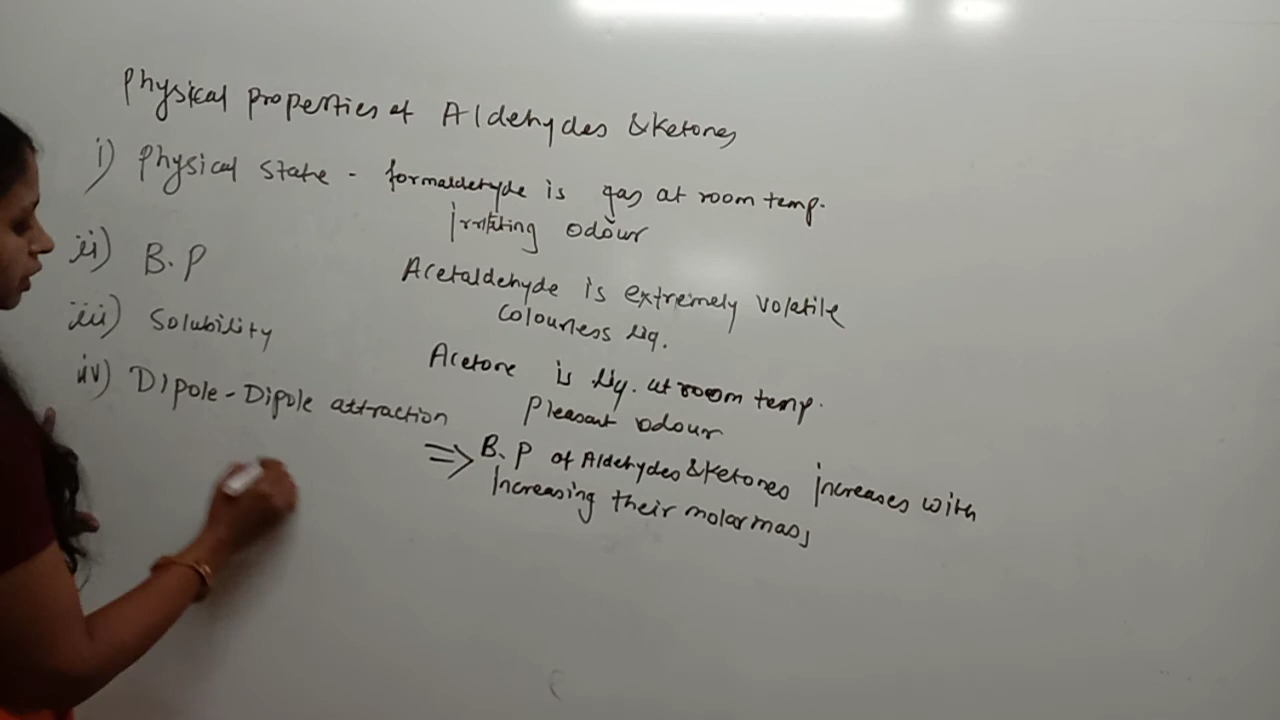 Physical properties of Aldehydes & Ketones
i) Physical state - formaldehyde is gas at room temp.
Irritating odour
ii) B.P
Acetaldehyde is extremely volatile
colourless liq.
iii) Solubility
Acetone is liq. at room temp.
Pleasant odour
iv) Dipole-Dipole attraction
⇒ B.P of Aldehydes & Ketones increases with
Increasing their molar mass